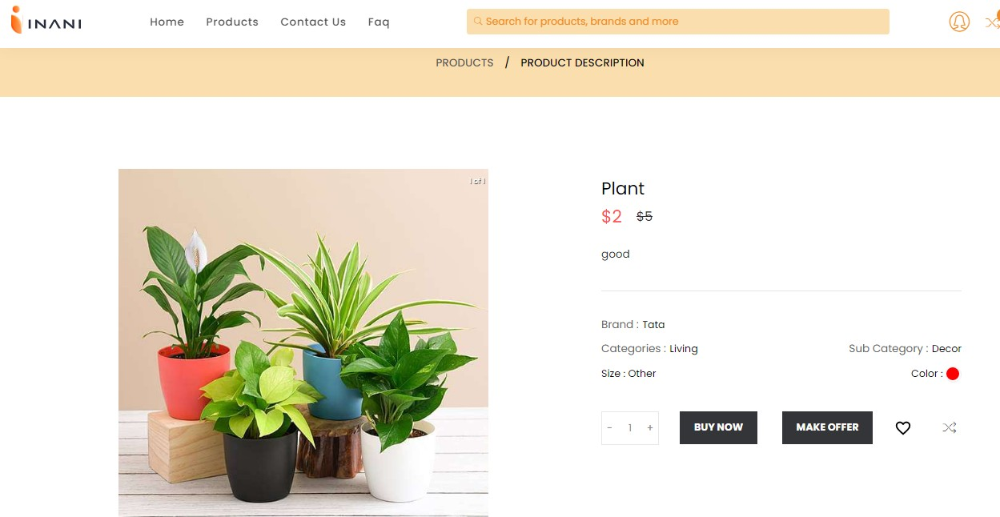 INANI
Home Products Contact Us Faq
Search for products, brands and more
PRODUCTS / PRODUCT DESCRIPTION
1 of 1
Plant
$2 $5
good
Brand : Tata
Categories : Living Sub Category : Decor
Size : Other Color :
- 1 + BUY NOW MAKE OFFER